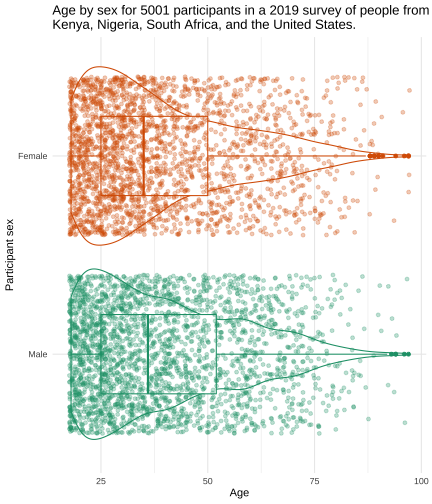 Age by sex for 5001 participants in a 2019 survey of people from
Kenya, Nigeria, South Africa, and the United States.
Female
Participant sex
Male
25 50 75 100
Age